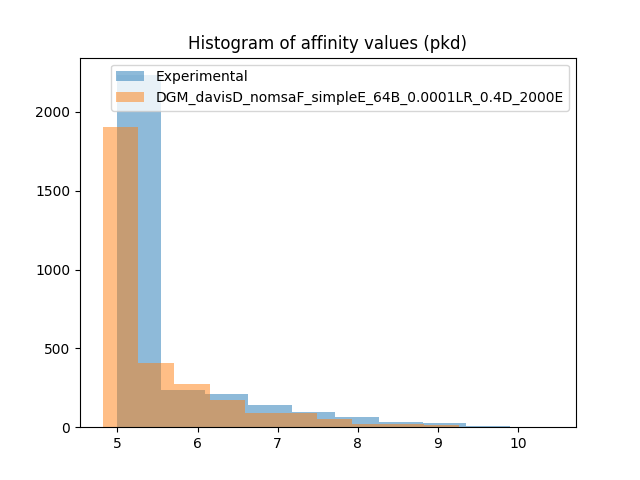 Histogram of affinity values (pkd)
Experimental
DGM_davisD_nomsaF_simpleE_64B_0.0001LR_0.4D_2000E
2000
1500
1000
500
0
5 6 7 8 9 10